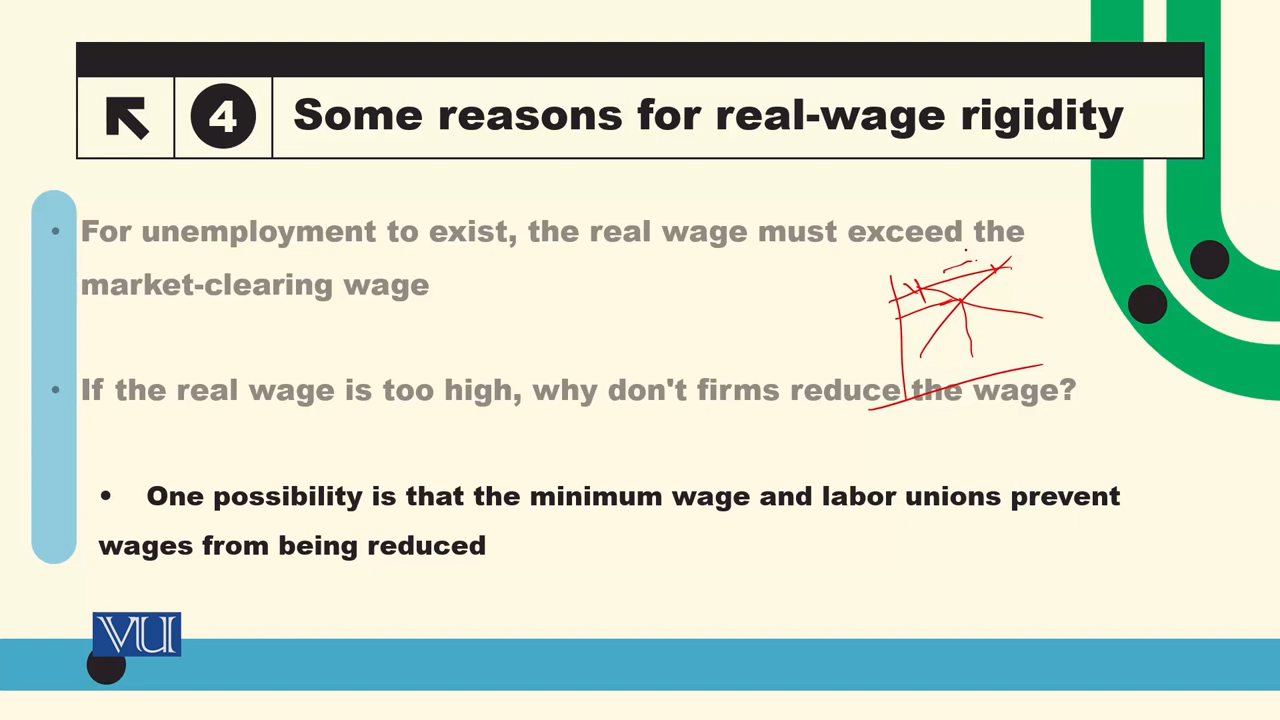 4 Some reasons for real-wage rigidity
• For unemployment to exist, the real wage must exceed the
market-clearing wage
• If the real wage is too high, why don't firms reduce the wage?
• One possibility is that the minimum wage and labor unions prevent
wages from being reduced
VU